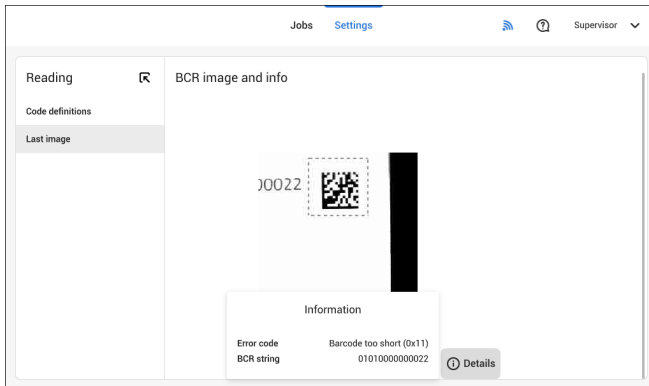 Jobs Settings Supervisor
Reading
Code definitions
Last image
BCR image and info
00022
Information
Error code Barcode too short (0x11)
BCR string 01010000000022
Details